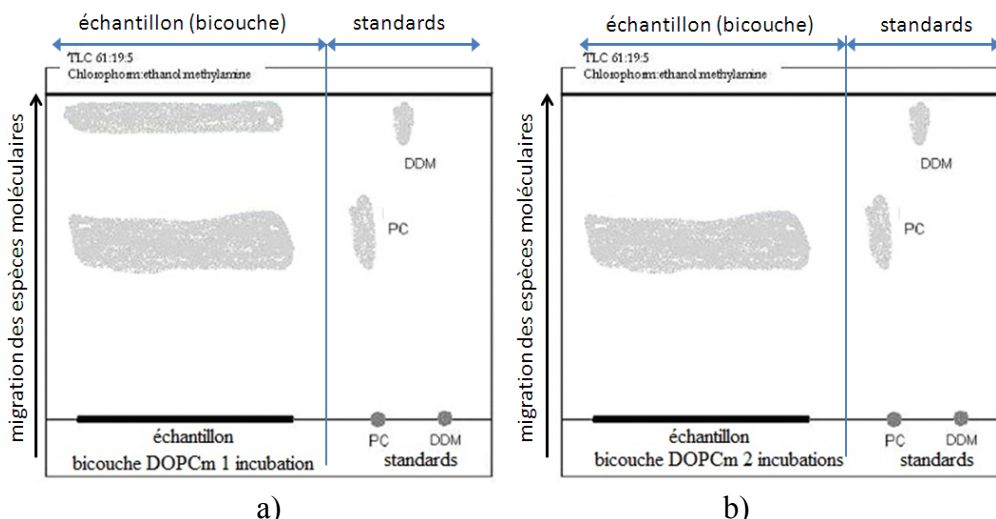 échantillon (bicouche)
standards
TLC 61:19:5
Chlorophorm:ethanol methylamine
migration des espèces moléculaires
DDM
PC
PC
DDM
échantillon
bicouche DOPCm 1 incubation
standards
a)
échantillon (bicouche)
standards
TLC 61:19:5
Chlorophorm:ethanol methylamine
migration des espèces moléculaires
DDM
PC
PC
DDM
échantillon
bicouche DOPCm 2 incubations
standards
b)